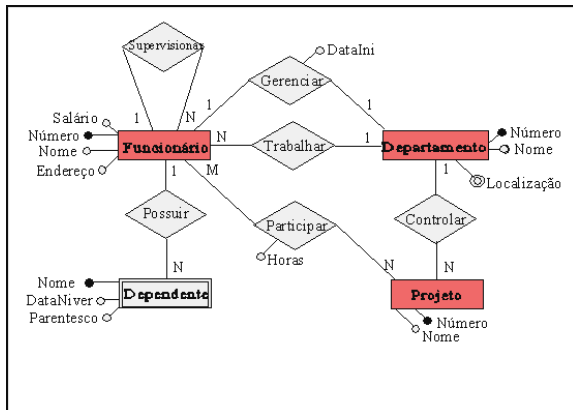 Supervisionar
DataIni
Gerenciar
Salário
1
N
1
1
Número
Funcionário
N
Trabalhar
1
Departamento
Número
Nome
Nome
Endereço
1
M
1
Localização
Possuir
Participar
Controlar
Horas
Nome
N
N
N
DataNiver
Dependente
Projeto
Parentesco
Número
Nome